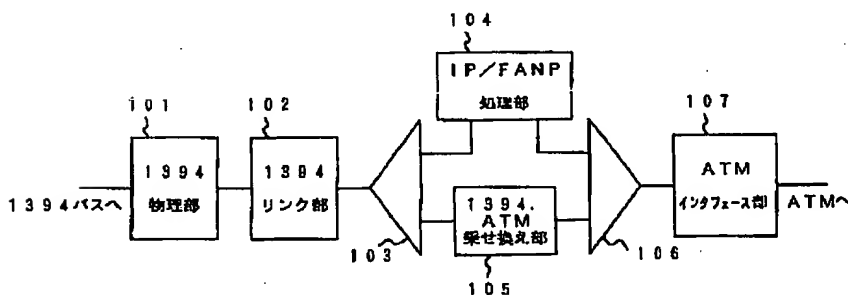 104
IP/FANP
処理部
101
102
107
1394
物理部
1394
リンク部
1394.
ATM
乗せ換え部
ATM
インタフェース部
1394バスへ
ATMへ
103
105
106